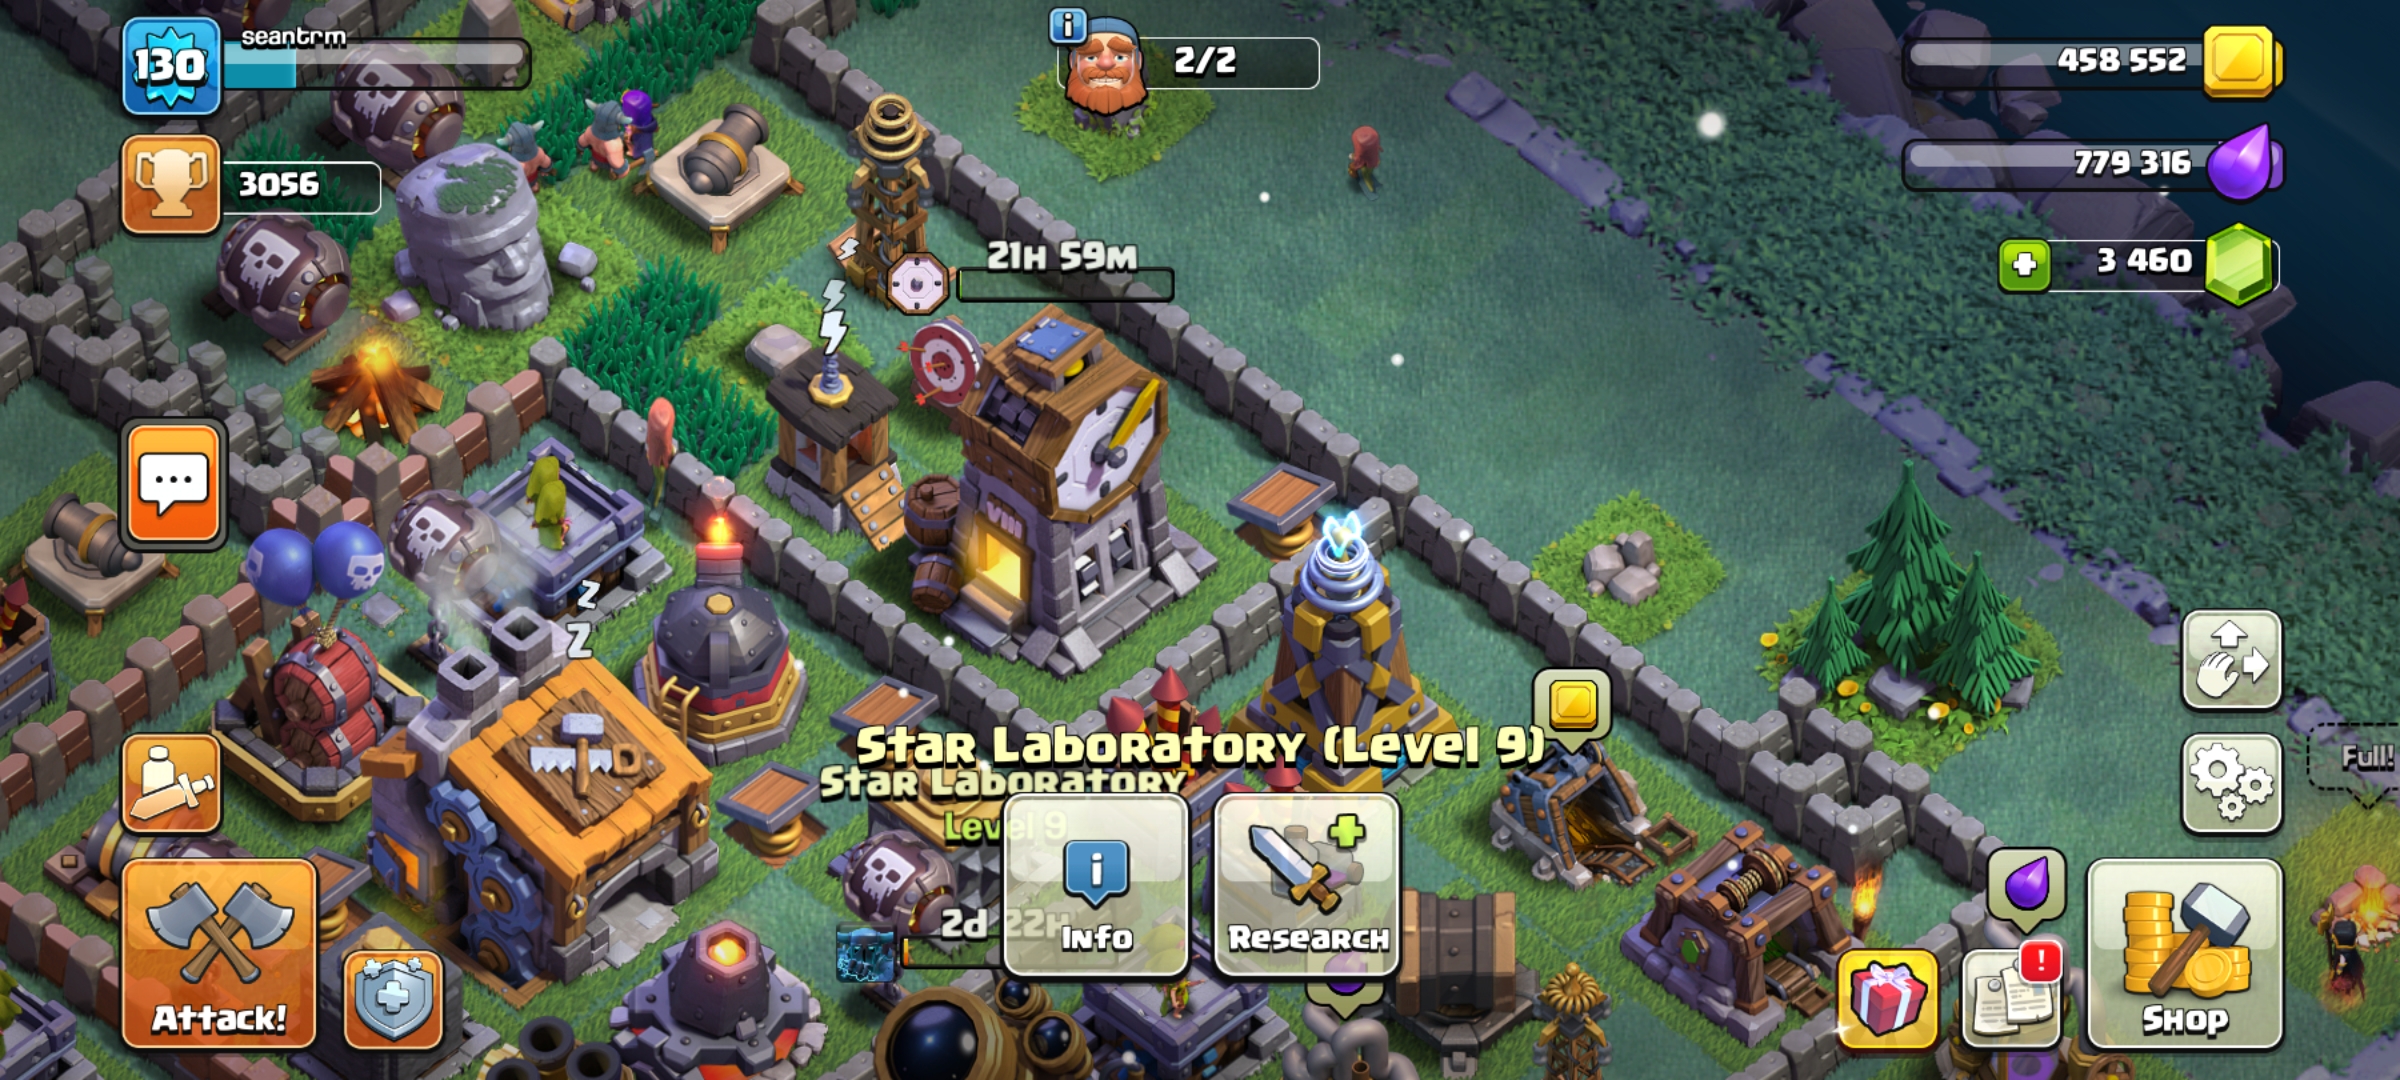 130
seantrm
2/2
458 552
3056
779 316
3 460
21H 59M
VIII
Z
Z
Full!
Star Laboratory (Level 9)
Star Laboratory
Level 9
2d 22H
Info
Research
Attack!
!
Shop